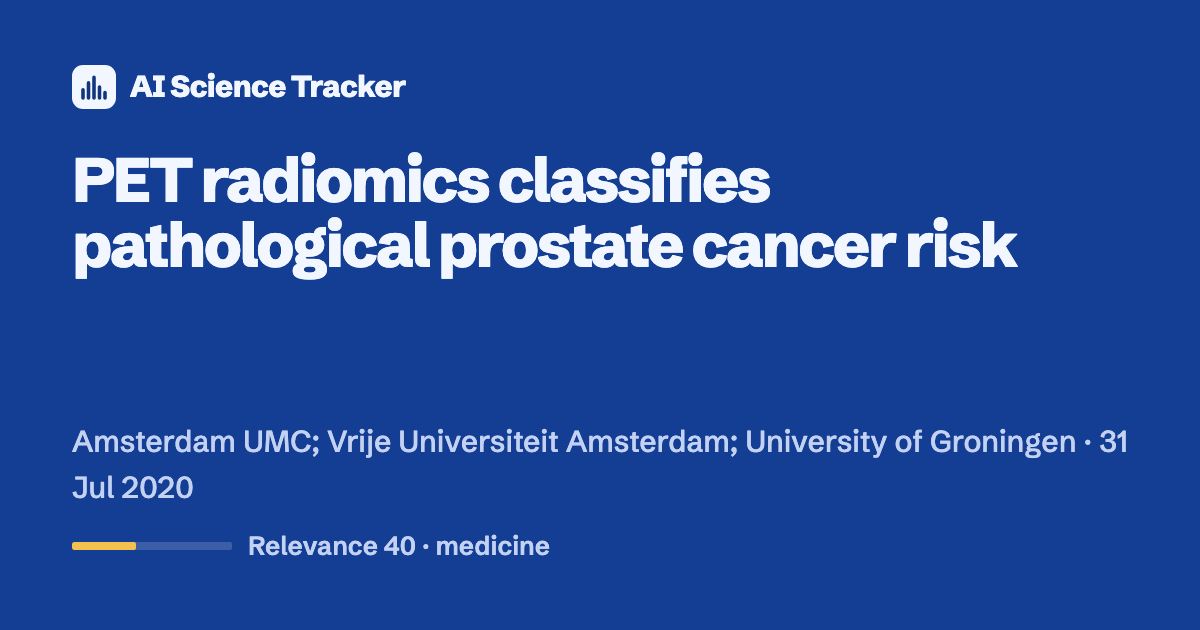 AI Science Tracker
PET radiomics classifies
pathological prostate cancer risk
Amsterdam UMC; Vrije Universiteit Amsterdam; University of Groningen · 31
Jul 2020
Relevance 40 · medicine